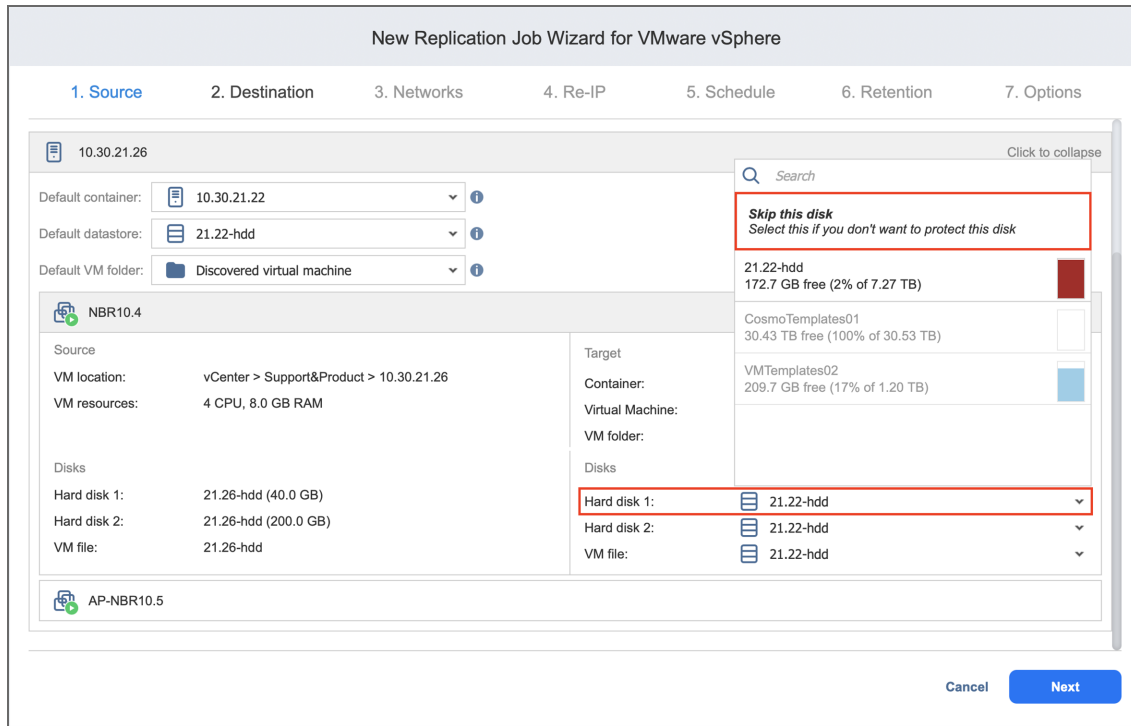 New Replication Job Wizard for VMware vSphere
1. Source 2. Destination 3. Networks 4. Re-IP 5. Schedule 6. Retention 7. Options
10.30.21.26 Click to collapse
Default container: 10.30.21.22
Default datastore: 21.22-hdd
Default VM folder: Discovered virtual machine
Search
Skip this disk
Select this if you don't want to protect this disk
21.22-hdd
172.7 GB free (2% of 7.27 TB)
CosmoTemplates01
30.43 TB free (100% of 30.53 TB)
VMTemplates02
209.7 GB free (17% of 1.20 TB)
NBR10.4
Source
VM location: vCenter > Support&Product > 10.30.21.26
VM resources: 4 CPU, 8.0 GB RAM
Target
Container:
Virtual Machine:
VM folder:
Disks
Hard disk 1: 21.26-hdd (40.0 GB)
Hard disk 2: 21.26-hdd (200.0 GB)
VM file: 21.26-hdd
Disks
Hard disk 1: 21.22-hdd
Hard disk 2: 21.22-hdd
VM file: 21.22-hdd
AP-NBR10.5
Cancel Next